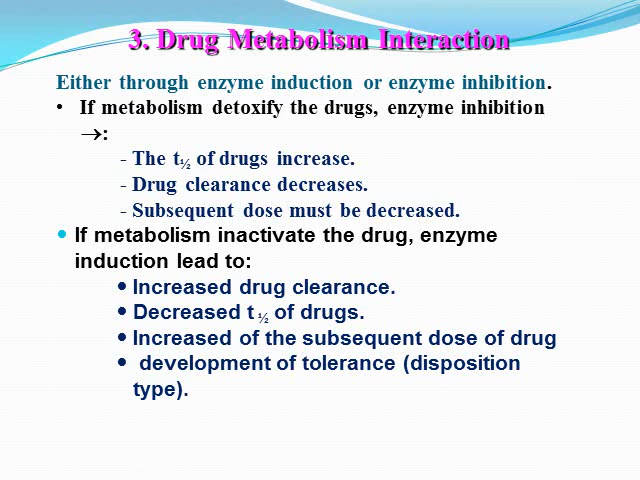 3. Drug Metabolism Interaction
Either through enzyme induction or enzyme inhibition.
• If metabolism detoxify the drugs, enzyme inhibition
→:
- The t½ of drugs increase.
- Drug clearance decreases.
- Subsequent dose must be decreased.
• If metabolism inactivate the drug, enzyme
induction lead to:
• Increased drug clearance.
• Decreased t ½ of drugs.
• Increased of the subsequent dose of drug
• development of tolerance (disposition
type).